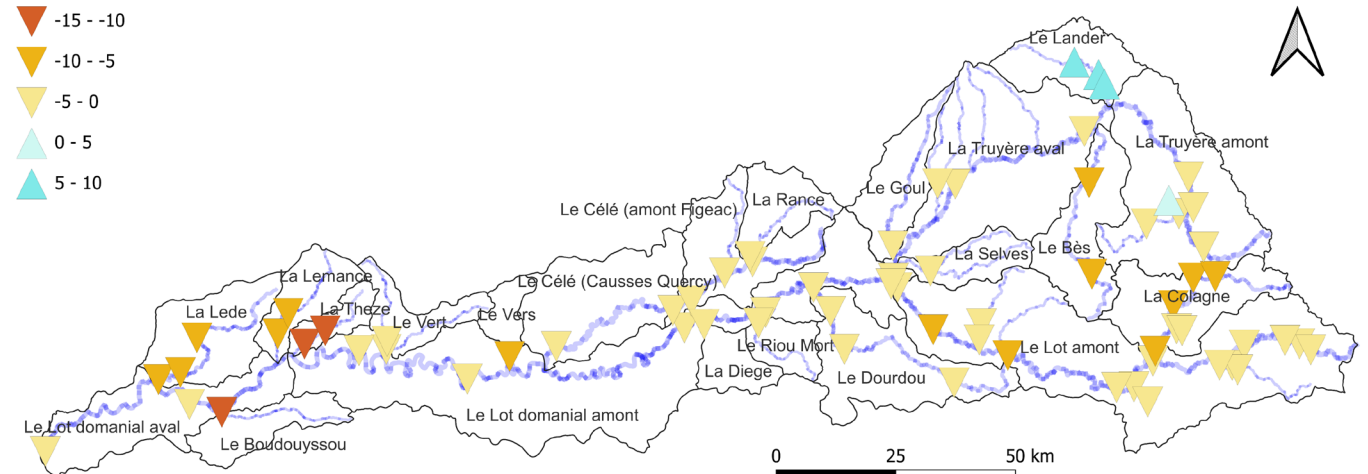 -15 - -10
-10 - -5
-5 - 0
0 - 5
5 - 10
Le Lander
La Truyère aval
La Truyère amont
Le Goul
La Rance
Le Célé (amont Figeac)
La Selves
Le Bès
La Lemance
Le Célé (Causses Quercy)
La Colagne
La Lede
La Theze
Le Vert
Le Vers
Le Riou Mort
Le Lot amont
La Diege
Le Dourdou
Le Lot domanial aval
Le Lot domanial amont
Le Boudouyssou
0 25 50 km